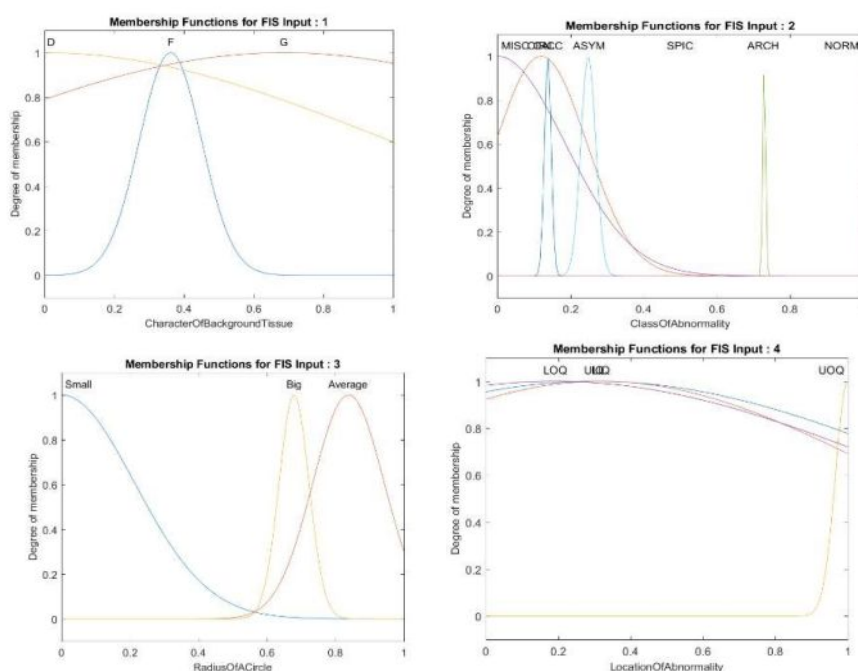 Membership Functions for FIS Input : 1
D F G
1
0.8
0.6
0.4
0.2
0
Degree of membership
0 0.2 0.4 0.6 0.8 1
CharacterOfBackgroundTissue
Membership Functions for FIS Input : 2
ASYM SPIC ARCH NORM
1
0.8
0.6
0.4
0.2
0
Degree of membership
0 0.2 0.4 0.6 0.8
ClassOfAbnormality
Membership Functions for FIS Input : 3
Small Big Average
1
0.8
0.6
0.4
0.2
0
Degree of membership
0 0.2 0.4 0.6 0.8 1
RadiusOfACircle
Membership Functions for FIS Input : 4
LOQ UOQ
1
0.8
0.6
0.4
0.2
0
Degree of membership
0 0.2 0.4 0.6 0.8 1
LocationOfAbnormality